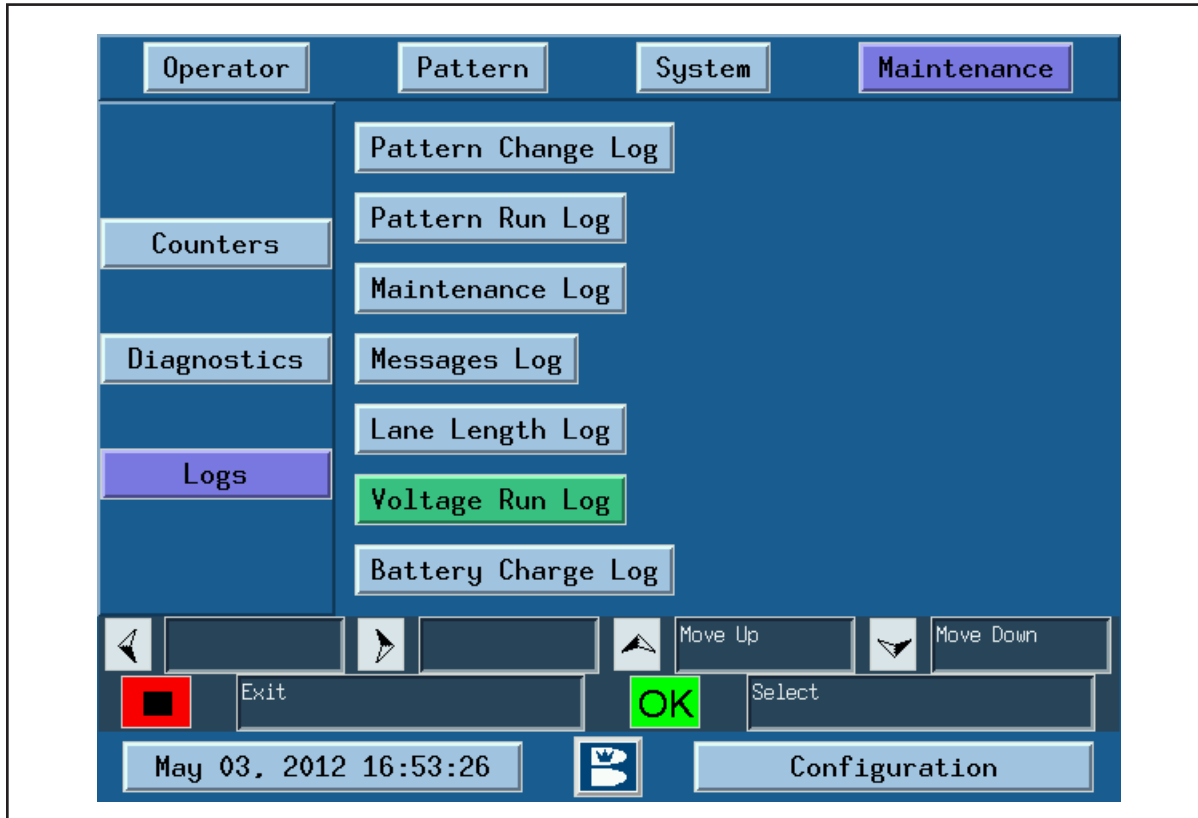 Operator Pattern System Maintenance
Pattern Change Log
Pattern Run Log
Counters
Maintenance Log
Diagnostics
Messages Log
Lane Length Log
Logs
Voltage Run Log
Battery Charge Log
Move Up
Move Down
Exit
OK
Select
May 03, 2012 16:53:26
B
Configuration